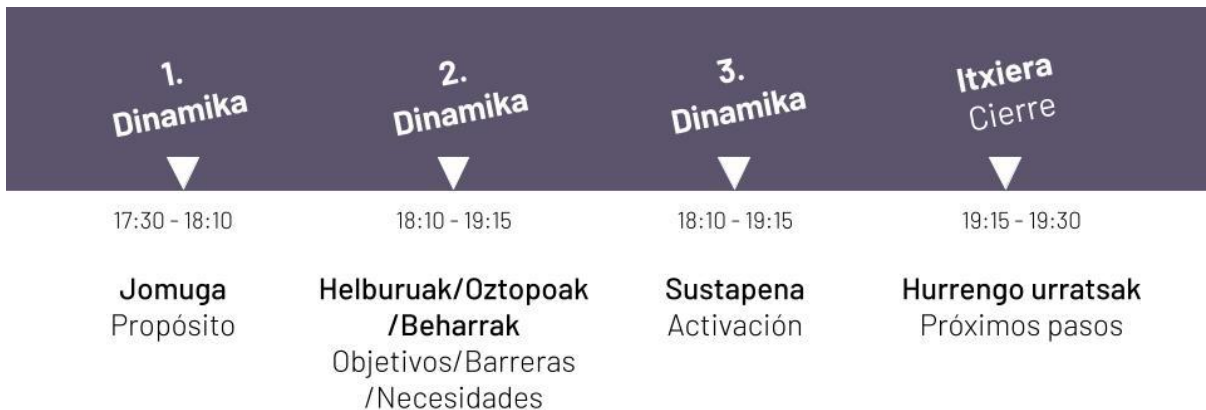 1.
Dinamika
17:30 - 18:10
Jomuga
Propósito
2.
Dinamika
18:10 - 19:15
Helburuak/Oztopoak
/Beharrak
Objetivos/Barreras
/Necesidades
3.
Dinamika
18:10 - 19:15
Sustapena
Activación
Itxiera
Cierre
19:15 - 19:30
Hurrengo urratsak
Próximos pasos